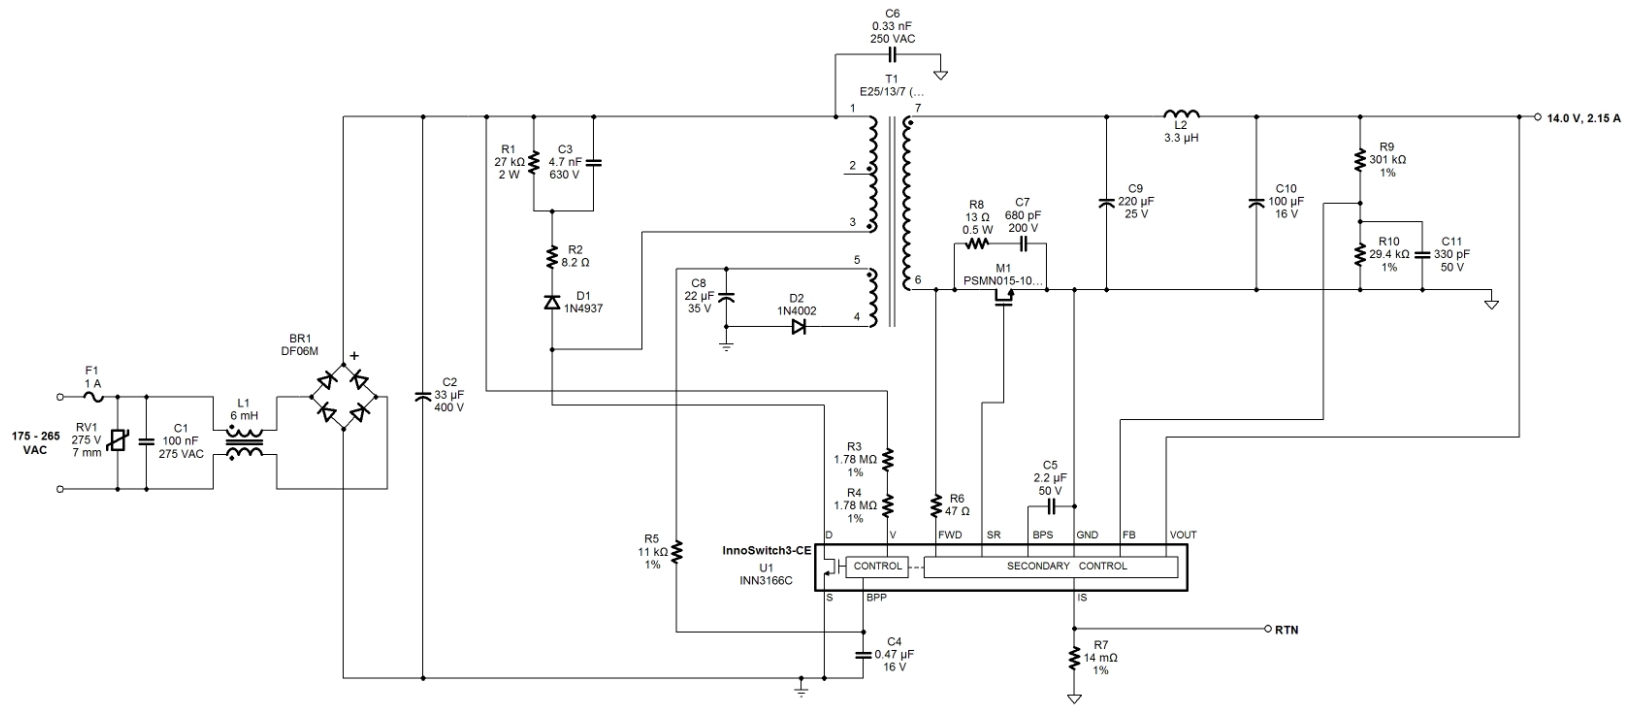 C6
0.33 nF
250 VAC
T1
E25/13/7 (...
1
7
2
3
5
4
6
L2
3.3 µH
14.0 V, 2.15 A
R1
27 kΩ
2 W
C3
4.7 nF
630 V
R9
301 kΩ
1%
C9
220 µF
25 V
C10
100 µF
16 V
R8
13 Ω
0.5 W
C7
680 pF
200 V
R2
8.2 Ω
R10
29.4 kΩ
1%
C11
330 pF
50 V
M1
PSMN015-10...
D1
1N4937
C8
22 µF
35 V
D2
1N4002
BR1
DF06M
+
F1
1 A
C2
33 µF
400 V
L1
6 mH
175 - 265
VAC
RV1
275 V
7 mm
C1
100 nF
275 VAC
R3
1.78 MΩ
1%
R4
1.78 MΩ
1%
R6
47 Ω
C5
2.2 µF
50 V
R5
11 kΩ
1%
D
V
FWD
SR
BPS
GND
FB
VOUT
InnoSwitch3-CE
U1
INN3166C
CONTROL
SECONDARY CONTROL
S
BPP
IS
RTN
C4
0.47 µF
16 V
R7
14 mΩ
1%